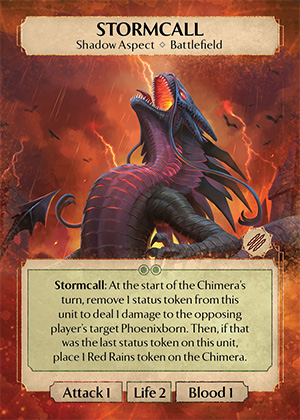 STORMCALL
Shadow Aspect ⟐ Battlefield
Stormcall: At the start of the Chimera's
turn, remove 1 status token from this
unit to deal 1 damage to the opposing
player's target Phoenixborn. Then, if that
was the last status token on this unit,
place 1 Red Rains token on the Chimera.
Attack 1 Life 2 Blood 1